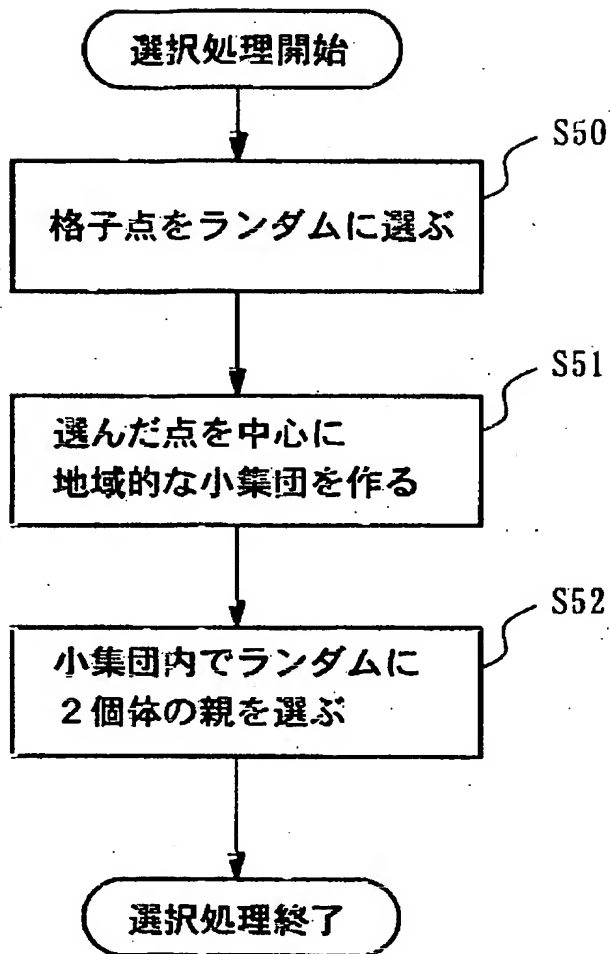 選択処理開始
S50
格子点をランダムに選ぶ
S51
選んだ点を中心に
地域的な小集団を作る
S52
小集団内でランダムに
2個体の親を選ぶ
選択処理終了